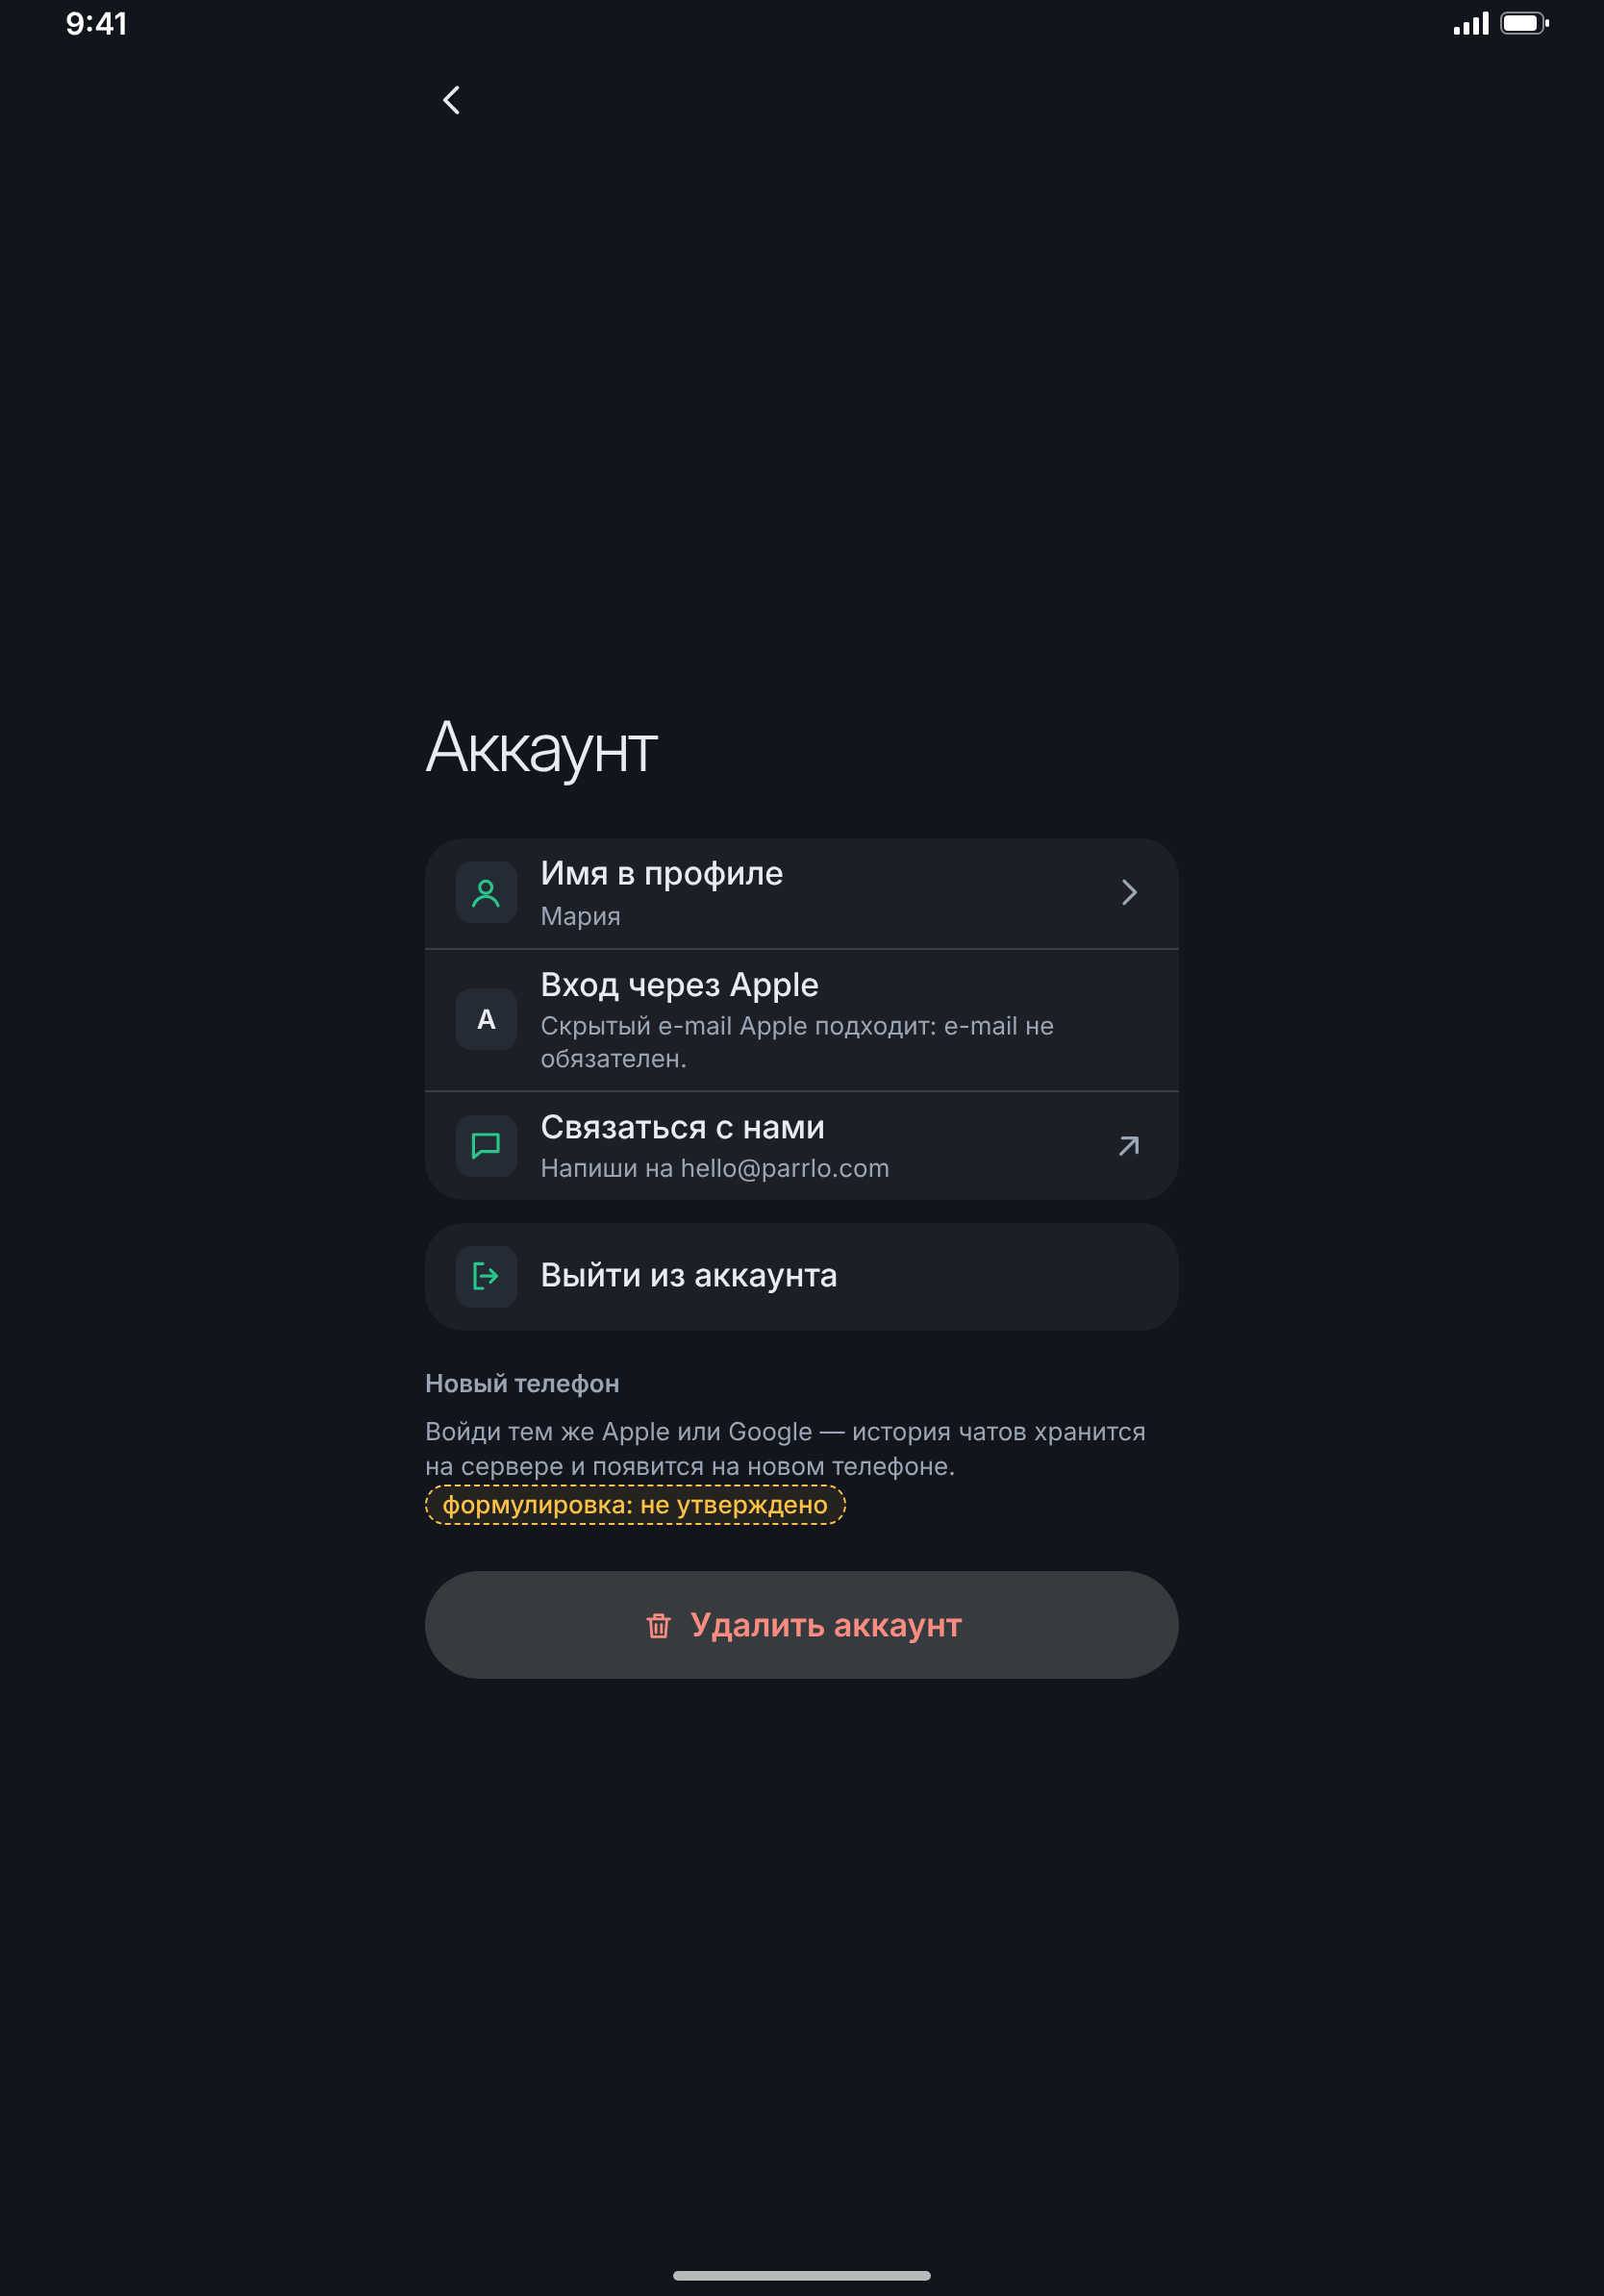 9:41
Аккаунт
Имя в профиле
Мария
A
Вход через Apple
Скрытый e-mail Apple подходит: e-mail не
обязателен.
Связаться с нами
Напиши на hello@parrlo.com
Выйти из аккаунта
Новый телефон
Войди тем же Apple или Google — история чатов хранится
на сервере и появится на новом телефоне.
формулировка: не утверждено
Удалить аккаунт